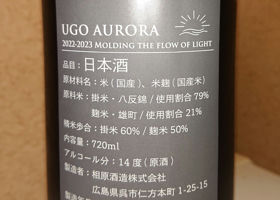 UGO AURORA
2022-2023 MOLDING THE FLOW OF LIGHT
品目：日本酒
原材料名：米（国産）、米麹（国産米）
原料米：掛米・八反錦 / 使用割合 79%
麹米・雄町 / 使用割合 21%
精米歩合：掛米 60% / 麹米 50%
内容量：720ml
アルコール分：14度（原酒）
製造者：相原酒造株式会社
広島県呉市仁方本町 1-25-15